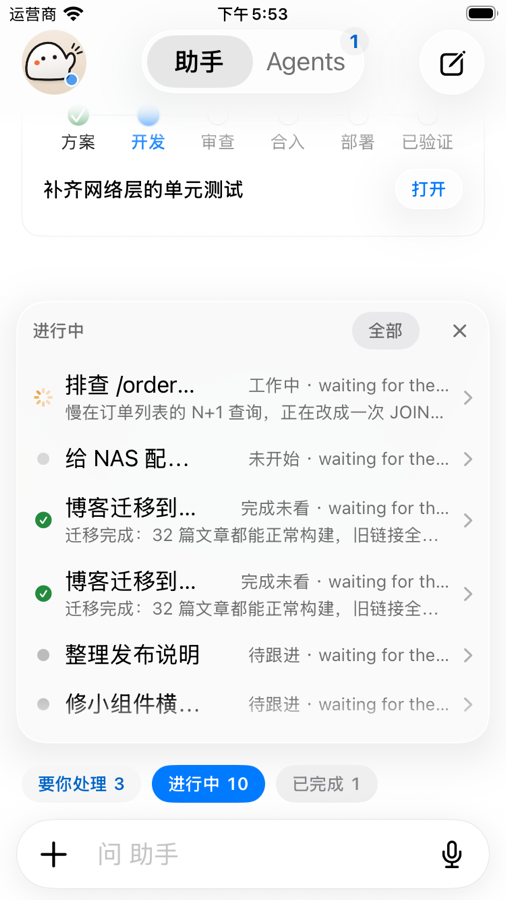 运营商 下午5:53
助手 Agents 1
方案 开发 审查 合入 部署 已验证
补齐网络层的单元测试 打开
进行中 全部
排查 /order... 工作中 · waiting for the...
慢在订单列表的 N+1 查询，正在改成一次 JOIN...
给 NAS 配... 未开始 · waiting for the...
博客迁移到... 完成未看 · waiting for th...
迁移完成：32 篇文章都能正常构建，旧链接全...
博客迁移到... 完成未看 · waiting for th...
迁移完成：32 篇文章都能正常构建，旧链接全...
整理发布说明 待跟进 · waiting for the...
修小组件横... 待跟进 · waiting for the...
要你处理 3 进行中 10 已完成 1
问 助手